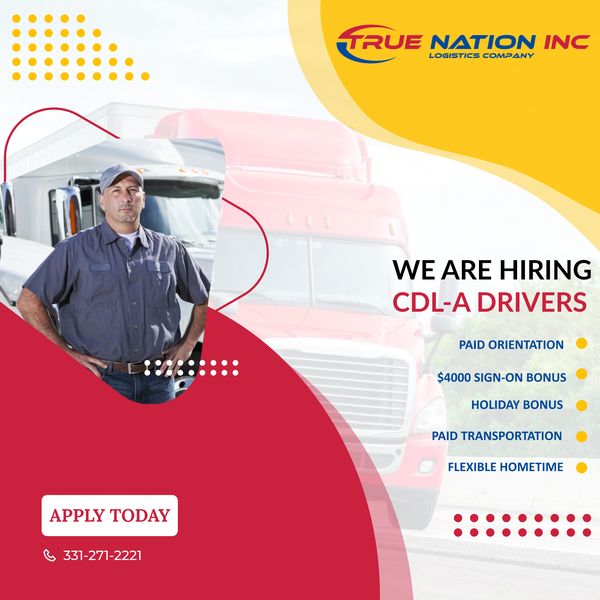 TRUE NATION INC
LOGISTICS COMPANY
WE ARE HIRING
CDL-A DRIVERS
PAID ORIENTATION
$4000 SIGN-ON BONUS
HOLIDAY BONUS
PAID TRANSPORTATION
FLEXIBLE HOMETIME
APPLY TODAY
331-271-2221